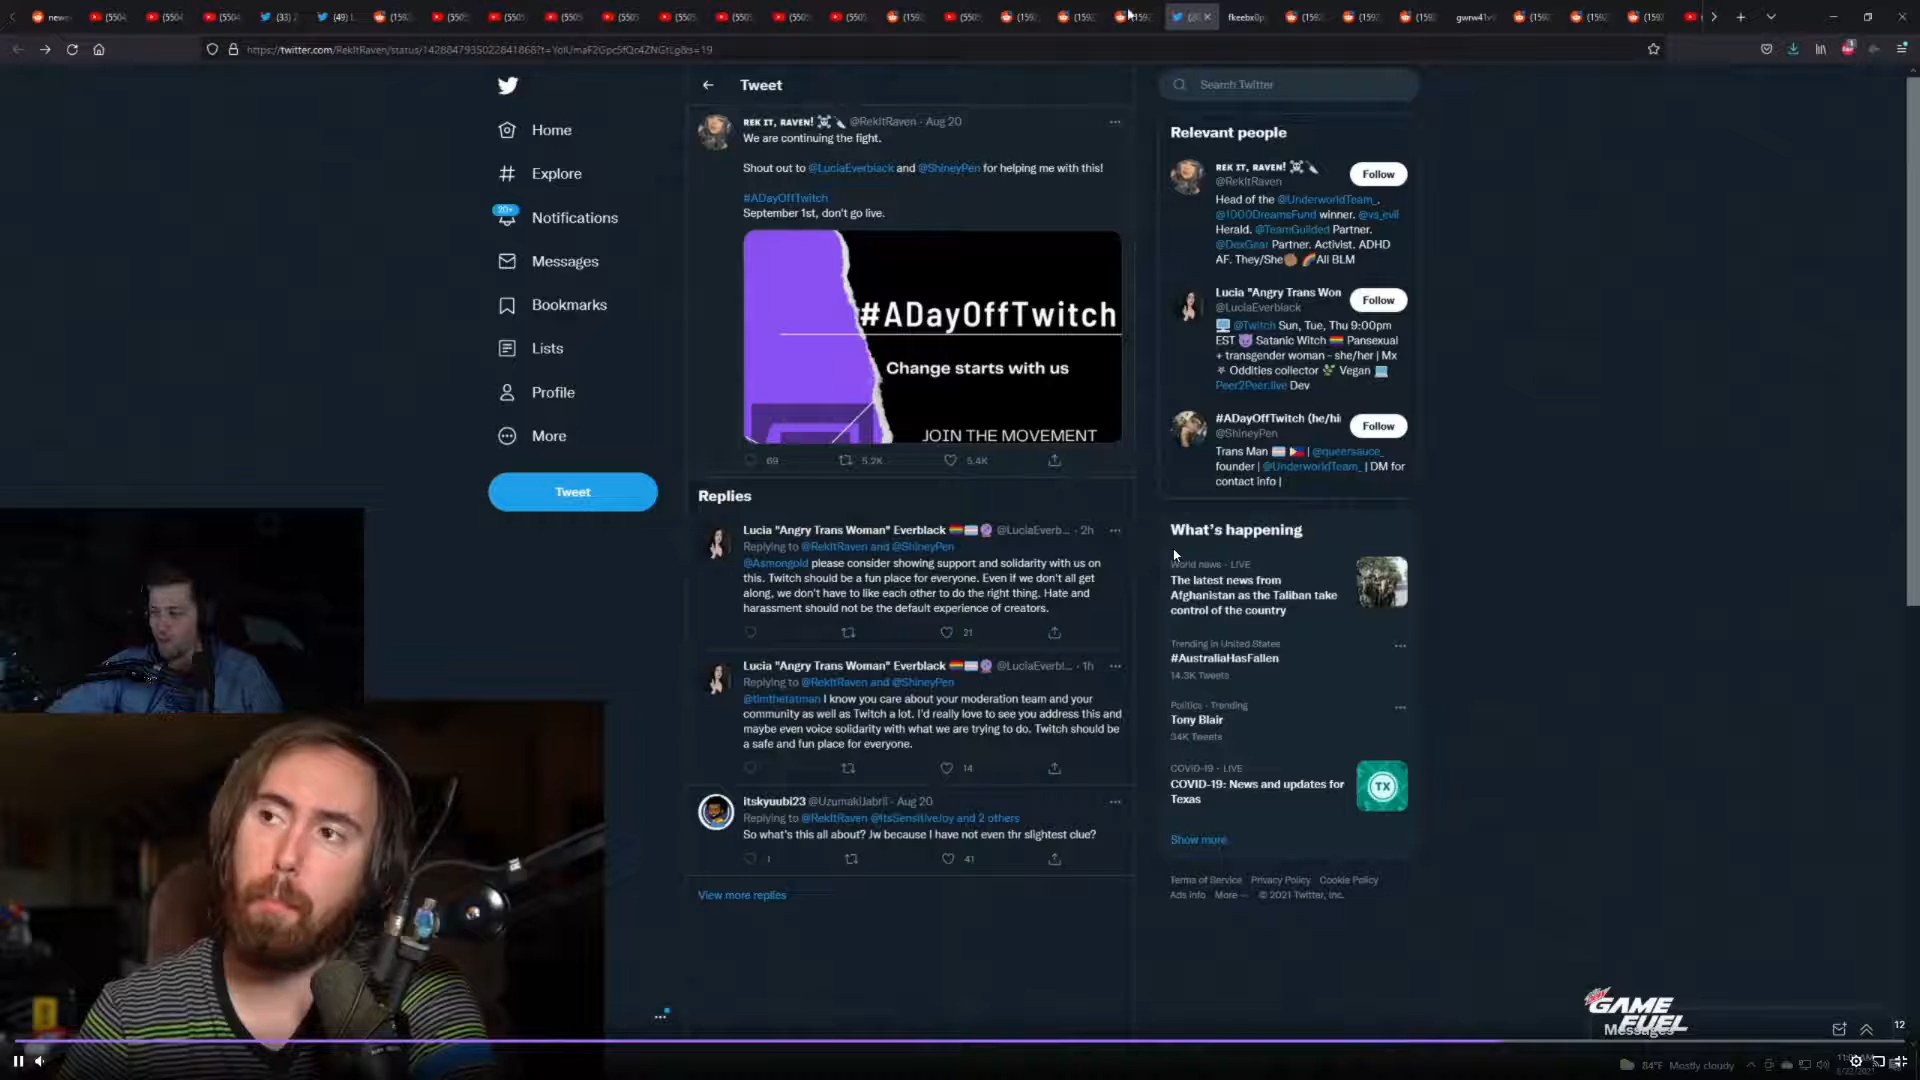 https://twitter.com/RekItRaven/status/
Tweet
Search Twitter
Home
Explore
20+
Notifications
Messages
Bookmarks
Lists
Profile
More
Tweet
REK IT, RAVEN! ☠🔪 @RekItRaven · Aug 20
We are continuing the fight.
Shout out to @LuciaEverblack and @ShineyPen for helping me with this!
#ADayOffTwitch
September 1st, don't go live.
#ADayOffTwitch
Change starts with us
JOIN THE MOVEMENT
69 5.2K 5.4K
Replies
Lucia "Angry Trans Woman" Everblack @LuciaEverb... · 2h
Replying to @RekItRaven and @ShineyPen
@Asmongold please consider showing support and solidarity with us on
this. Twitch should be a fun place for everyone. Even if we don't all get
along, we don't have to like each other to do the right thing. Hate and
harassment should not be the default experience of creators.
21
Lucia "Angry Trans Woman" Everblack @LuciaEverbl... · 1h
Replying to @RekItRaven and @ShineyPen
@timthetatman I know you care about your moderation team and your
community as well as Twitch a lot. I'd really love to see you address this and
maybe even voice solidarity with what we are trying to do. Twitch should be
a safe and fun place for everyone.
14
itskyuubi23 @UzumakiJabril · Aug 20
Replying to @RekItRaven @ItsSensitiveJoy and 2 others
So what's this all about? Jw because I have not even thr slightest clue?
1 41
View more replies
Relevant people
REK IT, RAVEN! ☠🔪
@RekItRaven
Follow
Head of the @UnderworldTeam_.
@1000DreamsFund winner. @vs_evil
Herald. @TeamGuilded Partner.
@DexGear Partner. Activist. ADHD
AF. They/She✊🏽 🌈All BLM
Lucia "Angry Trans Won
@LuciaEverblack
Follow
@Twitch Sun, Tue, Thu 9:00pm
EST 😈 Satanic Witch Pansexual
+ transgender woman - she/her | Mx
Oddities collector 🌿 Vegan 💻
Peer2Peer.live Dev
#ADayOffTwitch (he/hi
@ShineyPen
Follow
Trans Man | @queersauce_
founder | @UnderworldTeam_ | DM for
contact info |
What's happening
World news · LIVE
The latest news from
Afghanistan as the Taliban take
control of the country
Trending in United States
#AustraliaHasFallen
14.3K Tweets
Politics · Trending
Tony Blair
34K Tweets
COVID-19 · LIVE
COVID-19: News and updates for
Texas
TX
Show more
Terms of Service Privacy Policy Cookie Policy
Ads info More ··· © 2021 Twitter, Inc.
GAME
FUEL
Messages
12
84°F Mostly cloudy